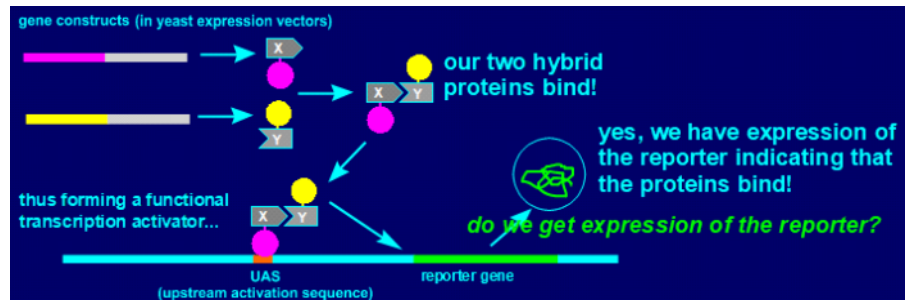 gene constructs (in yeast expression vectors)
X
X
Y
our two hybrid
proteins bind!
Y
yes, we have expression of
the reporter indicating that
the proteins bind!
thus forming a functional
transcription activator...
X
Y
do we get expression of the reporter?
UAS
(upstream activation sequence)
reporter gene